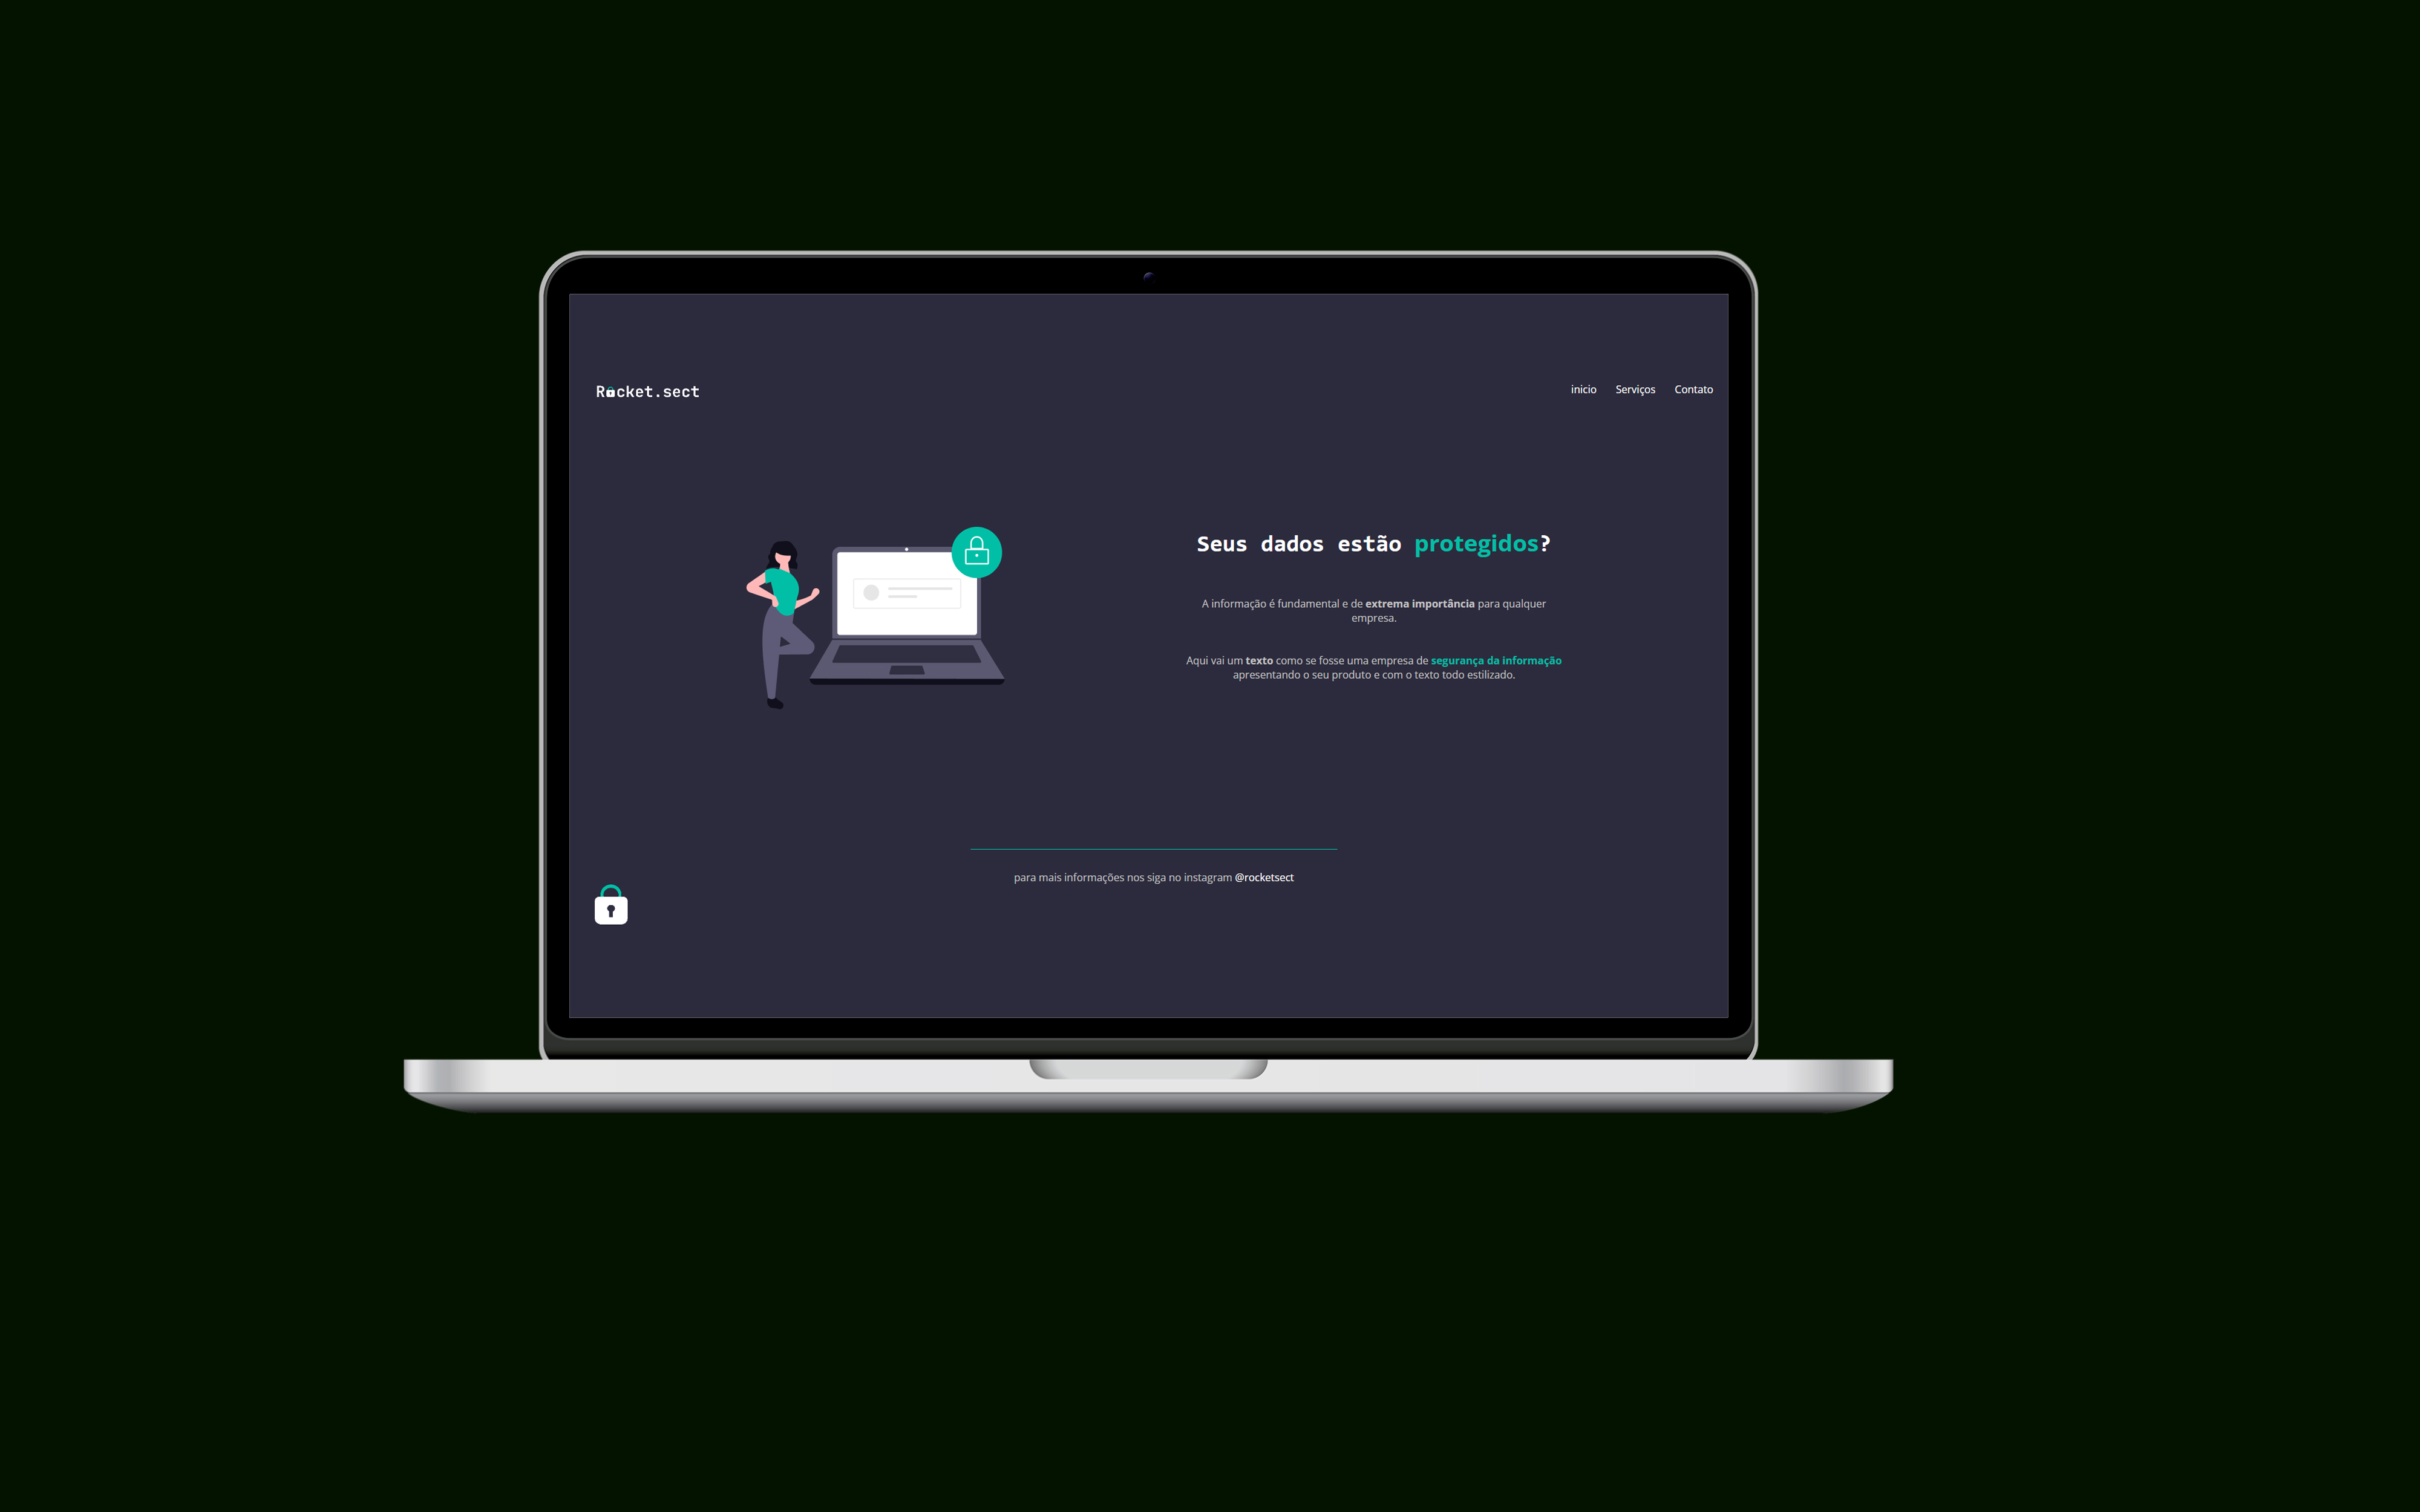 Rocket.sect
inicio Serviços Contato
Seus dados estão protegidos?
A informação é fundamental e de extrema importância para qualquer
empresa.
Aqui vai um texto como se fosse uma empresa de segurança da informação
apresentando o seu produto e com o texto todo estilizado.
para mais informações nos siga no instagram @rocketsect